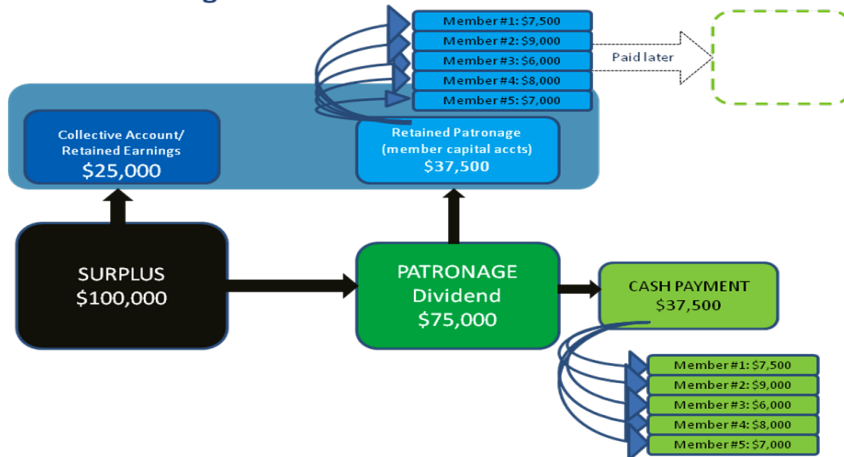 Member #1: $7,500
Member #2: $9,000
Member #3: $6,000
Member #4: $8,000
Member #5: $7,000
Paid later
Collective Account/
Retained Earnings
$25,000
Retained Patronage
(member capital accts)
$37,500
SURPLUS
$100,000
PATRONAGE
Dividend
$75,000
CASH PAYMENT
$37,500
Member #1: $7,500
Member #2: $9,000
Member #3: $6,000
Member #4: $8,000
Member #5: $7,000